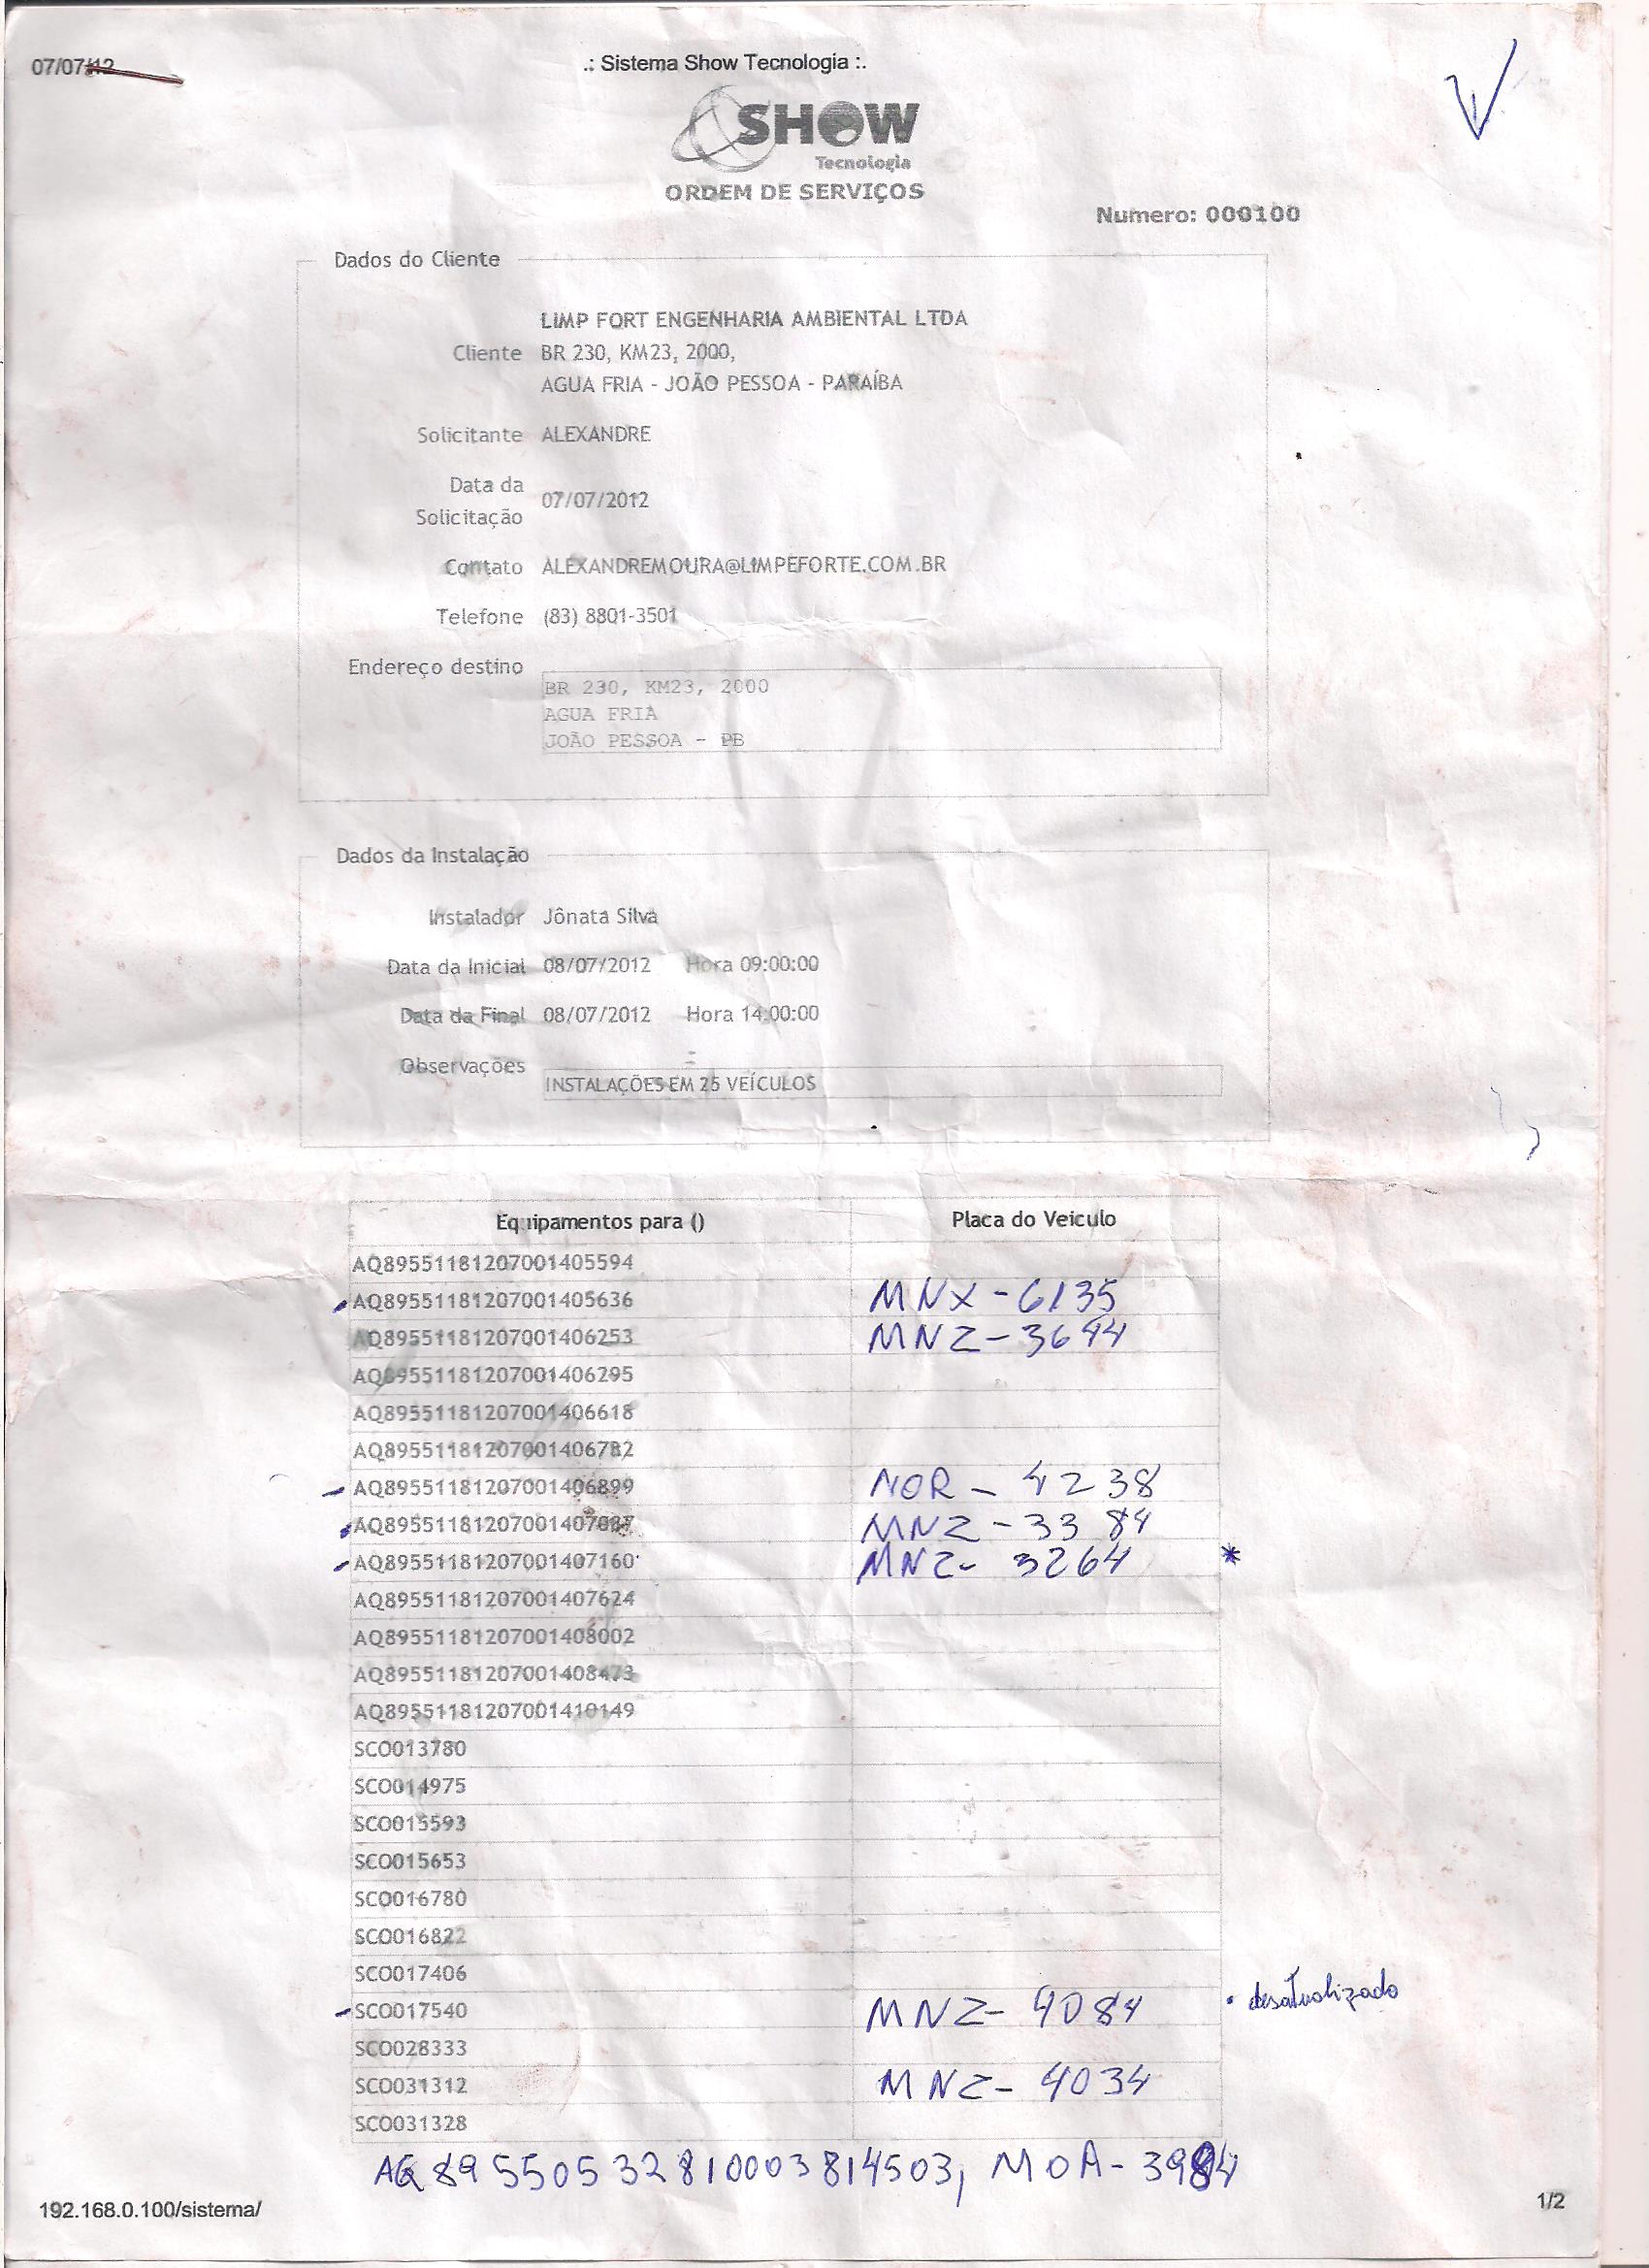 07/07/12
.: Sistema Show Tecnologia :.
SHOW
Tecnologia
ORDEM DE SERVIÇOS
Numero: 000100
Dados do Cliente
LIMP FORT ENGENHARIA AMBIENTAL LTDA
Cliente BR 230, KM23, 2000,
AGUA FRIA - JOÃO PESSOA - PARAÍBA
Solicitante ALEXANDRE
Data da Solicitação 07/07/2012
Contato ALEXANDREMOURA@LIMPEFORTE.COM.BR
Telefone (83) 8801-3501
Endereço destino
BR 230, KM23, 2000
AGUA FRIA
JOÃO PESSOA - PB
Dados da Instalação
Instalador Jônata Silva
Data da Inicial 08/07/2012 Hora 09:00:00
Data da Final 08/07/2012 Hora 14:00:00
Observações
INSTALAÇÕES EM 25 VEÍCULOS
Equipamentos para () Placa do Veiculo
AQ89551181207001405594
AQ89551181207001405636 MNX-6135
AQ89551181207001406253 MNZ-3644
AQ89551181207001406295
AQ89551181207001406618
AQ89551181207001406782
AQ89551181207001406899 NOR-4238
AQ89551181207001407087 MNZ-3384
AQ89551181207001407160 MNZ-3264 *
AQ89551181207001407624
AQ89551181207001408002
AQ89551181207001408473
AQ89551181207001410149
SCO013780
SCO014975
SCO015593
SCO015653
SCO016780
SCO016822
SCO017406
SCO017540 MNZ-4084 • desatualizado
SCO028333
SCO031312 MNZ-4034
SCO031328
AQ89550532810003814503, MOA-3984
192.168.0.100/sistema/
1/2